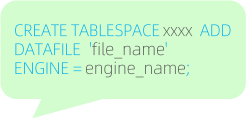 CREATE TABLESPACE xxxx ADD
DATAFILE 'file_name'
ENGINE = engine_name;